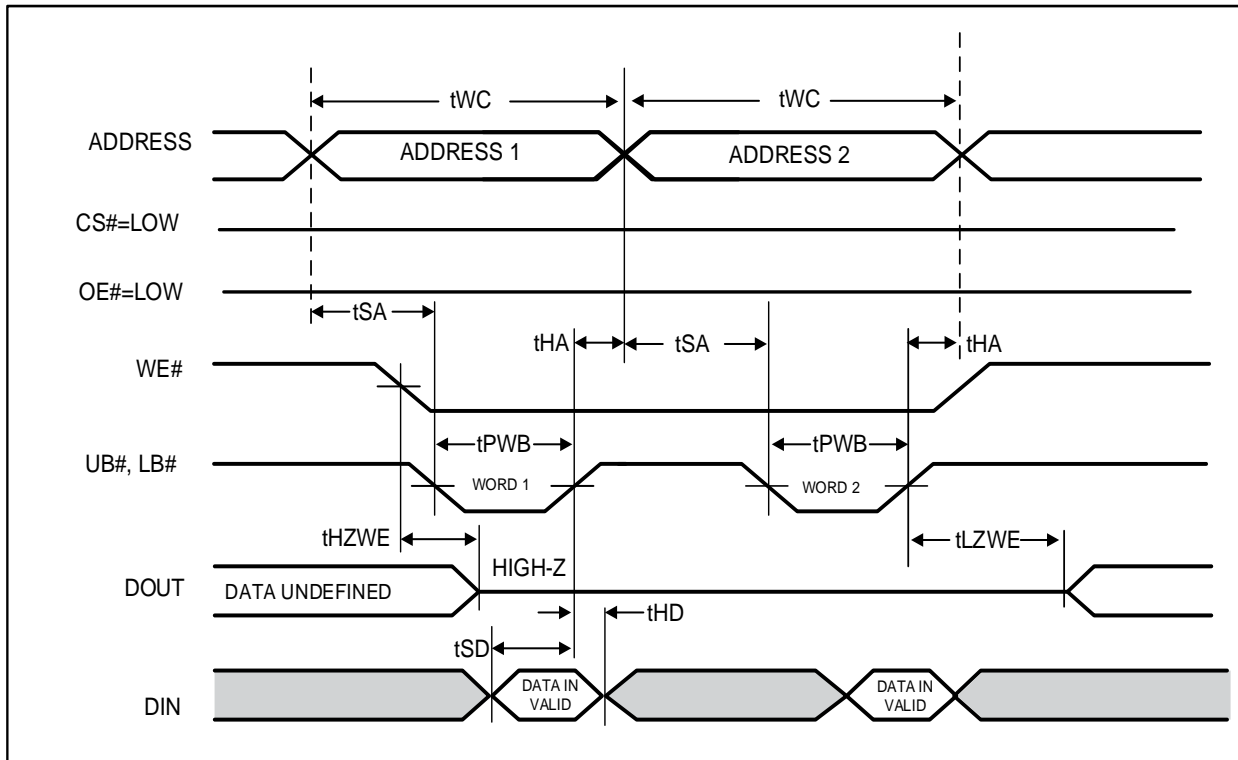 tWC
tWC
ADDRESS
ADDRESS 1
ADDRESS 2
CS#=LOW
OE#=LOW
tSA
tHA
tSA
tHA
WE#
tPWB
tPWB
UB#, LB#
WORD 1
WORD 2
tHZWE
tLZWE
HIGH-Z
DOUT
DATA UNDEFINED
tHD
tSD
DIN
DATA IN
VALID
DATA IN
VALID